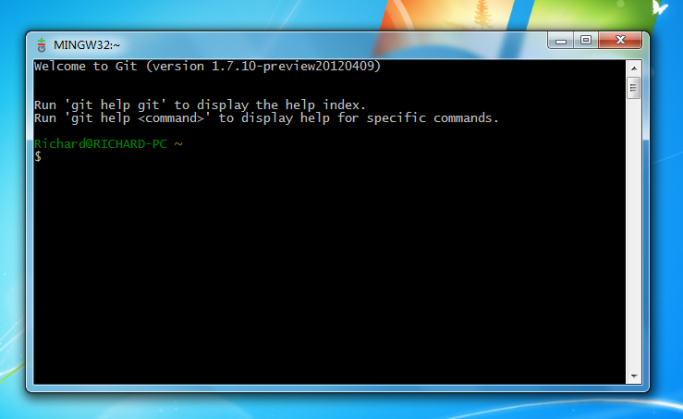 MINGW32:~
Welcome to Git (version 1.7.10-preview20120409)
Run 'git help git' to display the help index.
Run 'git help <command>' to display help for specific commands.
Richard@RICHARD-PC ~
$